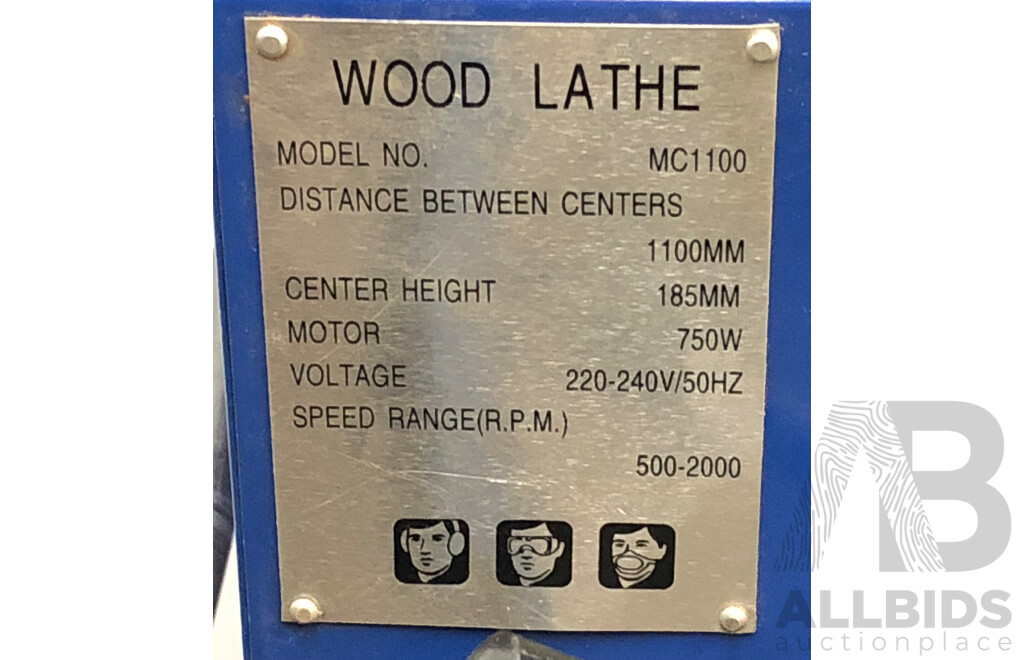 WOOD LATHE
MODEL NO. MC1100
DISTANCE BETWEEN CENTERS
1100MM
CENTER HEIGHT 185MM
MOTOR 750W
VOLTAGE 220-240V/50HZ
SPEED RANGE(R.P.M.)
500-2000
AB
ALLBIDS
auctionplace